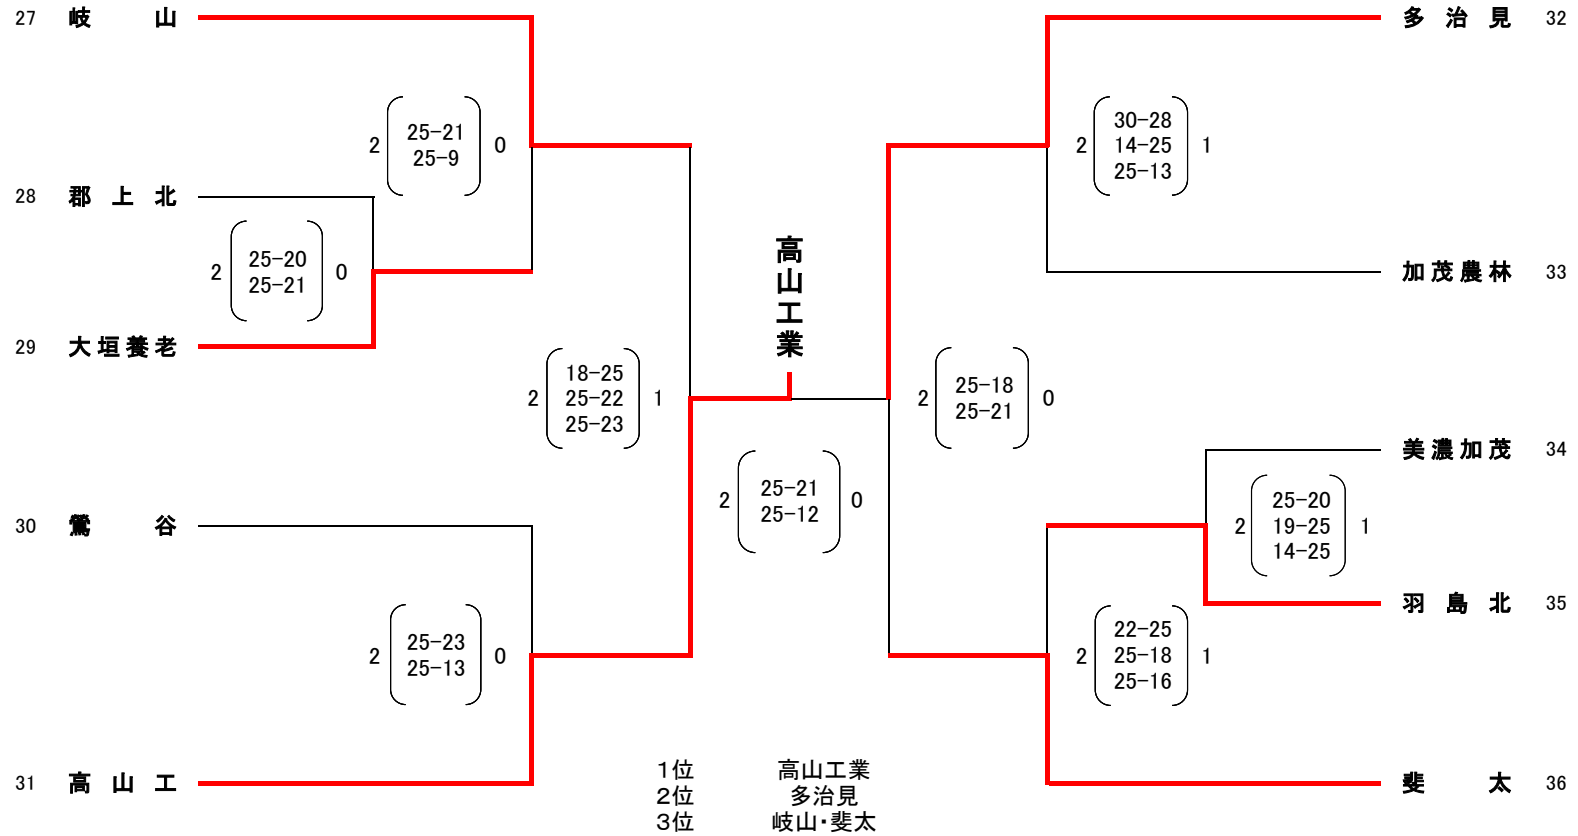 27 岐山
2 25-21 0
25-9
28 郡上北
2 25-20 0
25-21
29 大垣養老
18-25
2 25-22 1
25-23
30 鶯谷
2 25-23 0
25-13
31 高山工
高山工業
2 25-21 0
25-12
多治見 32
30-28
2 14-25 1
25-13
加茂農林 33
2 25-18 0
25-21
美濃加茂 34
25-20
2 19-25 1
14-25
羽島北 35
22-25
2 25-18 1
25-16
斐太 36
1位 高山工業
2位 多治見
3位 岐山・斐太